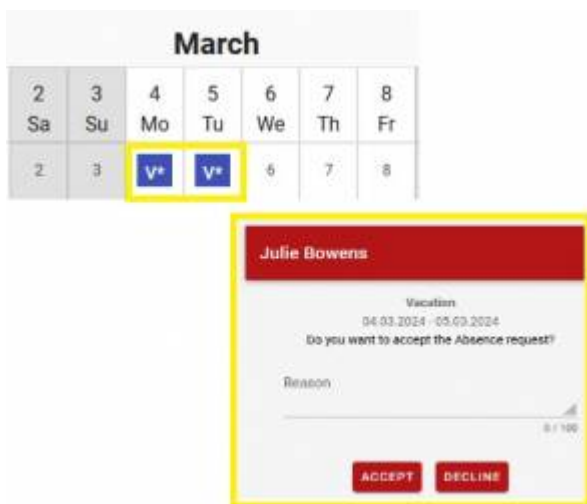 March
2 3 4 5 6 7 8
Sa Su Mo Tu We Th Fr
2 3 V* V* 6 7 8
Julie Bowens
Vacation
04.03.2024 - 05.03.2024
Do you want to accept the Absence request?
Reason
0 / 100
ACCEPT DECLINE